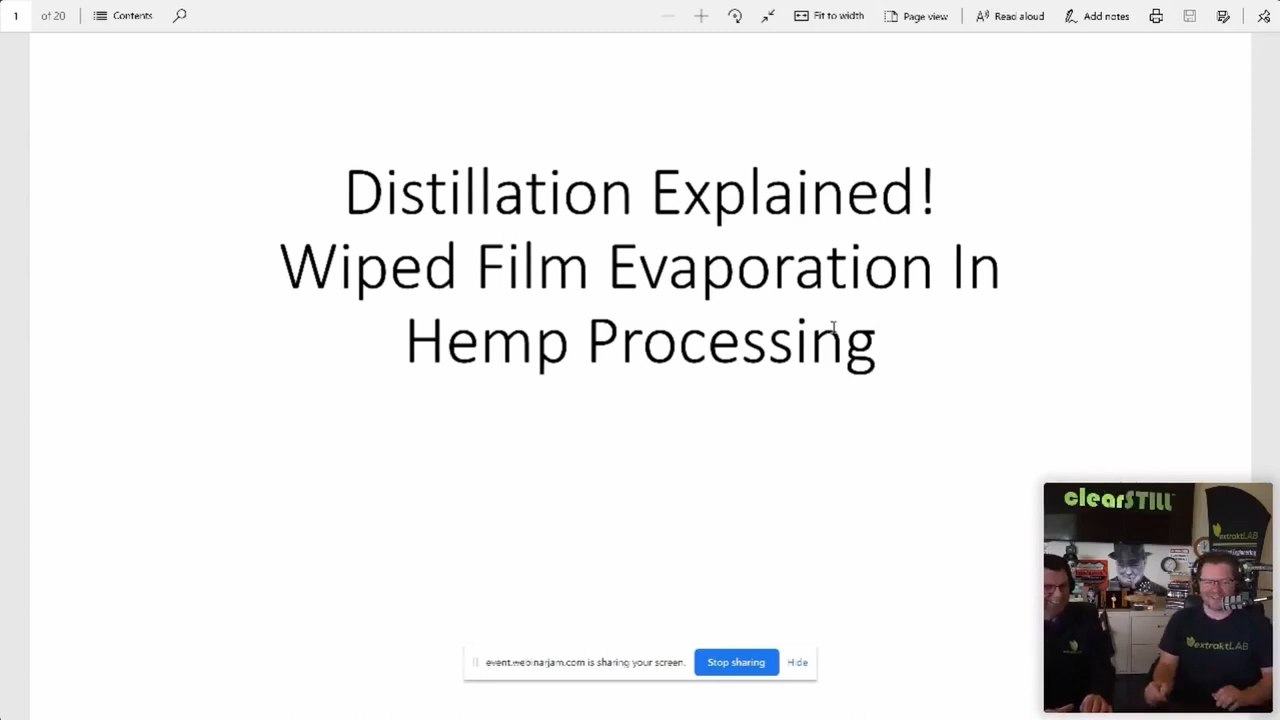 1 of 20 Contents Fit to width Page view Read aloud Add notes
Distillation Explained!
Wiped Film Evaporation In
Hemp Processing
clearSTILL
extraktLAB
extraktLAB
event.webinarjam.com is sharing your screen. Stop sharing Hide